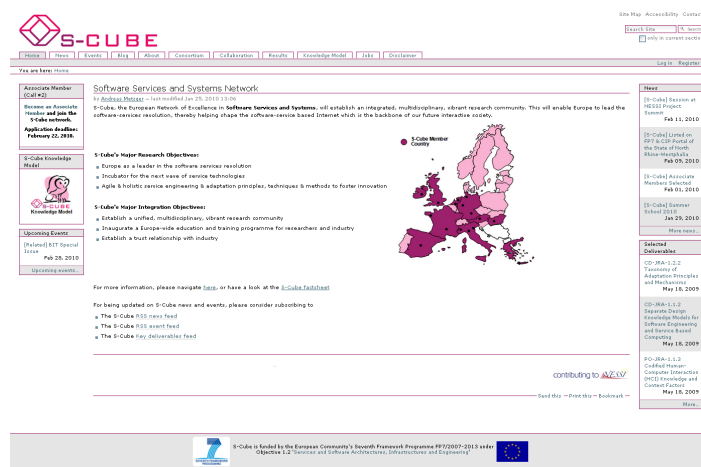 Site Map Accessibility Contac
S-CUBE
Search Site
only in current sectio
Home News Events Blog About Consortium Collaboration Results Knowledge Model Jobs Disclaimer
Log in Register
You are here: Home
Associate Member
(Call #2)
Become an Associate
Member and join the
S-Cube network.
Application deadline:
February 22, 2010.
S-Cube Knowledge
Model
S-CUBE
Knowledge Model
Upcoming Events
[Related] BIT Special
Issue
Feb 28, 2010
Upcoming events...
Software Services and Systems Network
by Andreas Metzger — last modified Jan 25, 2010 13:06
S-Cube, the European Network of Excellence in Software Services and Systems, will establish an integrated, multidisciplinary, vibrant research community. This will enable Europe to lead the
software-services revolution, thereby helping shape the software-service based Internet which is the backbone of our future interactive society.
S-Cube Member
Country
S-Cube's Major Research Objectives:
Europe as a leader in the software services revolution
Incubator for the next wave of service technologies
Agile & holistic service engineering & adaptation principles, techniques & methods to foster innovation
S-Cube's Major Integration Objectives:
Establish a unified, multidisciplinary, vibrant research community
Inaugurate a Europe-wide education and training programme for researchers and industry
Establish a trust relationship with industry
For more information, please navigate here, or have a look at the S-Cube factsheet
For being updated on S-Cube news and events, please consider subscribing to
The S-Cube RSS news feed
The S-Cube RSS event feed
The S-Cube Key deliverables feed
contributing to NESSI
Send this — Print this — Bookmark —
News
[S-Cube] Session at
NESSI Project
Summit
Feb 11, 2010
[S-Cube] Listed on
FP7 & CIP Portal of
the State of North
Rhine-Westphalia
Feb 09, 2010
[S-Cube] Associate
Members Selected
Feb 01, 2010
[S-Cube] Summer
School 2010
Jan 29, 2010
More news...
Selected
Deliverables
CD-JRA-1.2.2
Taxonomy of
Adaptation Principles
and Mechanisms
May 18, 2009
CD-JRA-1.1.2
Separate Design
Knowledge Models for
Software Engineering
and Service Based
Computing
May 18, 2009
PO-JRA-1.1.3
Codified Human-
Computer Interaction
(HCI) Knowledge and
Context Factors
May 18, 2009
More...
S-Cube is funded by the European Community's Seventh Framework Programme FP7/2007-2013 under
Objective 1.2 "Services and Software Architectures, Infrastructures and Engineering"